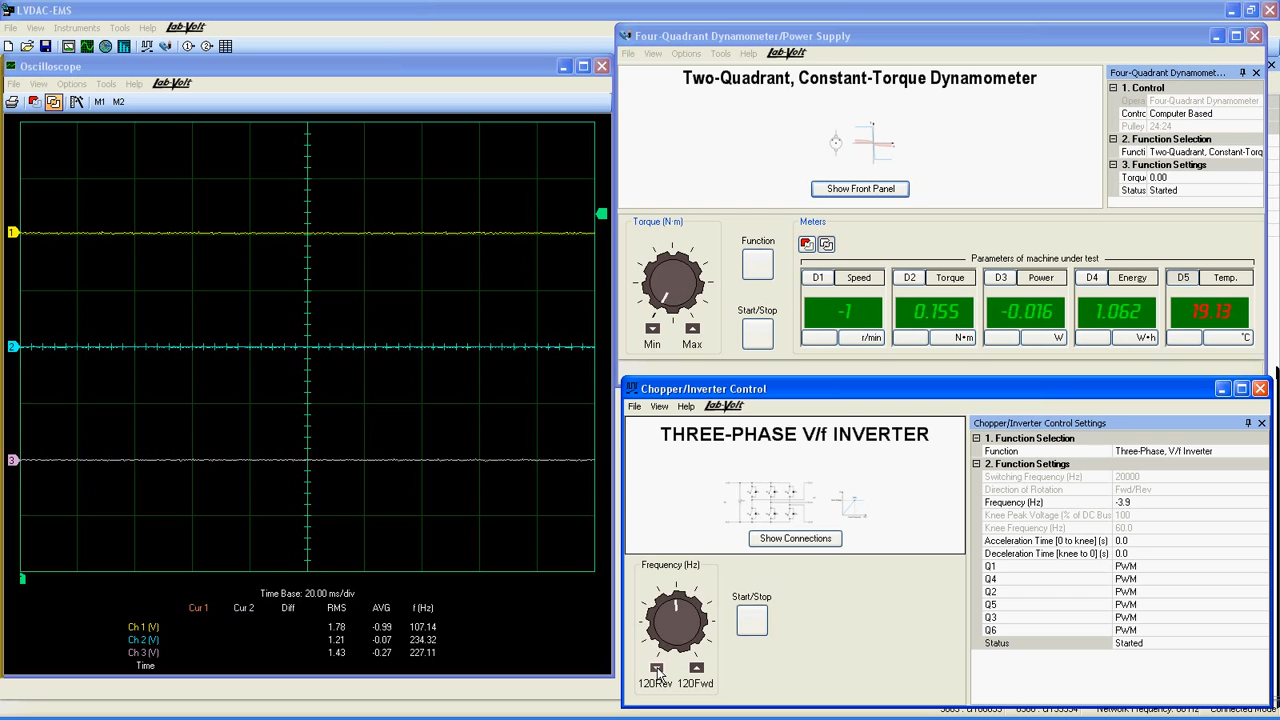 LVDAC-EMS
File View Instruments Tools Help Lab-Volt
Oscilloscope
File View Options Tools Help Lab-Volt
M1 M2
1
2
3
Time Base: 20.00 ms/div
Cur 1 Cur 2 Diff RMS AVG f (Hz)
Ch 1 (V) 1.78 -0.99 107.14
Ch 2 (V) 1.21 -0.07 234.32
Ch 3 (V) 1.43 -0.27 227.11
Time
Four-Quadrant Dynamometer/Power Supply
File View Options Tools Help Lab-Volt
Two-Quadrant, Constant-Torque Dynamometer
Show Front Panel
Four-Quadrant Dynamomet...
1. Control
Opera Four-Quadrant Dynamometer
Contrc Computer Based
Pulley 24:24
2. Function Selection
Functi Two-Quadrant, Constant-Torq
3. Function Settings
Torqu 0.00
Status Started
Torque (N·m)
Min Max
Function
Start/Stop
Meters
Parameters of machine under test
D1 Speed D2 Torque D3 Power D4 Energy D5 Temp.
-1 0.155 -0.016 1.062 19.13
r/min N•m W W•h °C
Chopper/Inverter Control
File View Help Lab-Volt
THREE-PHASE V/f INVERTER
Show Connections
Frequency (Hz)
120Rev 120Fwd
Start/Stop
Chopper/Inverter Control Settings
1. Function Selection
Function Three-Phase, V/f Inverter
2. Function Settings
Switching Frequency (Hz) 20000
Direction of Rotation Fwd/Rev
Frequency (Hz) -3.9
Knee Peak Voltage (% of DC Bus 100
Knee Frequency (Hz) 60.0
Acceleration Time [0 to knee] (s) 0.0
Deceleration Time [knee to 0] (s) 0.0
Q1 PWM
Q4 PWM
Q2 PWM
Q5 PWM
Q3 PWM
Q6 PWM
Status Started